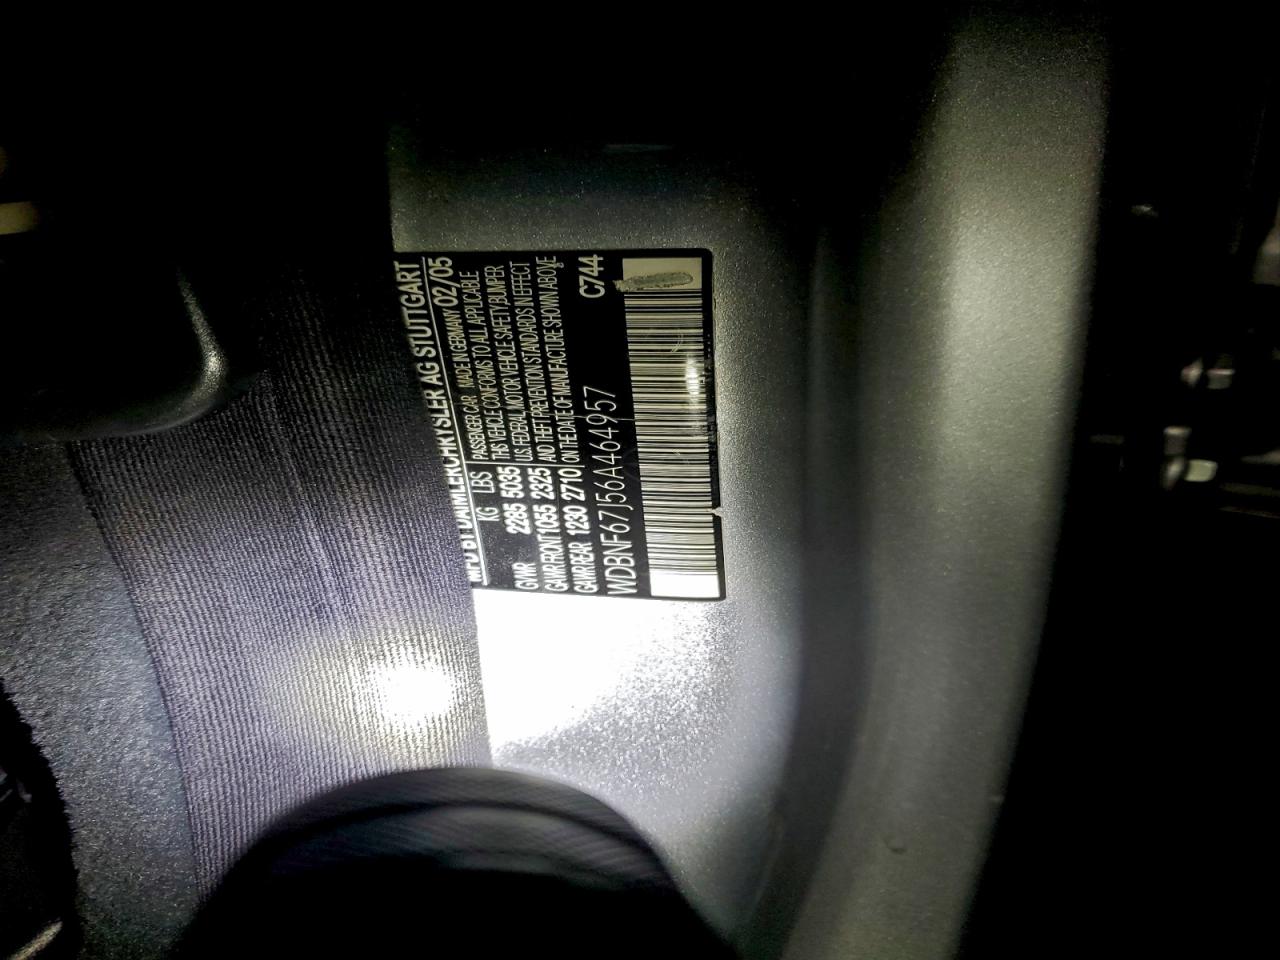 MFD BY DAIMLERCHRYSLER AG STUTTGART
KG LBS
GVWR 2285 5035
GAWR FRONT 1055 2325
GAWR REAR 1230 2710
PASSENGER CAR MADE IN GERMANY 02/05
THIS VEHICLE CONFORMS TO ALL APPLICABLE
U.S. FEDERAL MOTOR VEHICLE SAFETY, BUMPER
AND THEFT PREVENTION STANDARDS IN EFFECT
ON THE DATE OF MANUFACTURE SHOWN ABOVE
WDBNF67J56A464957 C744